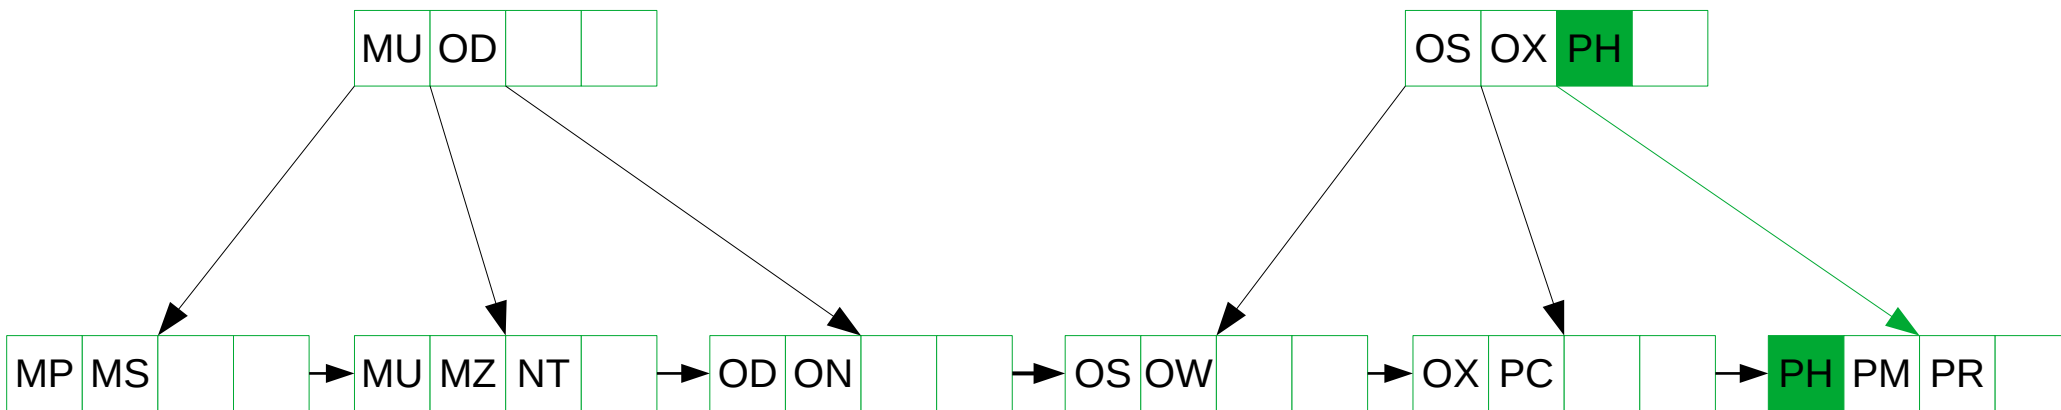 MU OD OS OX PH
MP MS MU MZ NT OD ON OS OW OX PC PH PM PR